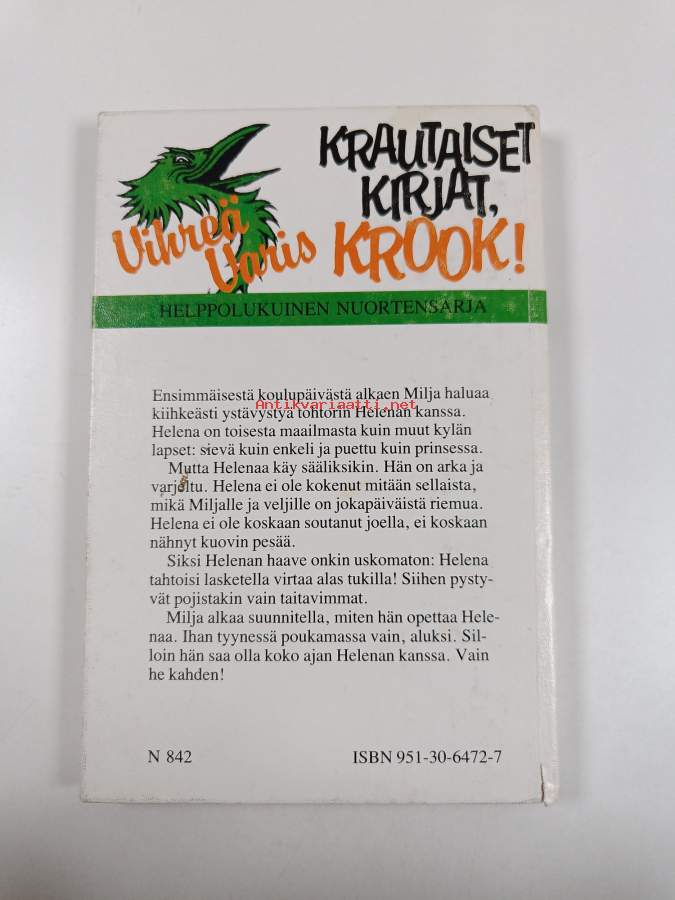 KRAUTAISET
KIRJAT,
KROOK!
Vihreä
Varis
HELPPOLUKUINEN NUORTENSARJA
Ensimmäisestä koulupäivästä alkaen Milja haluaa
Antikvariaatti.net
kiihkeästi ystävystyä tohtorin Helenan kanssa.
Helena on toisesta maailmasta kuin muut kylän
lapset: sievä kuin enkeli ja puettu kuin prinsessa.
Mutta Helenaa käy sääliksikin. Hän on arka ja
varjeltu. Helena ei ole kokenut mitään sellaista,
mikä Miljalle ja veljille on jokapäiväistä riemua.
Helena ei ole koskaan soutanut joella, ei koskaan
nähnyt kuovin pesää.
Siksi Helenan haave onkin uskomaton: Helena
tahtoisi lasketella virtaa alas tukilla! Siihen pysty-
vät pojistakin vain taitavimmat.
Milja alkaa suunnitella, miten hän opettaa Hele-
naa. Ihan tyynessä poukamassa vain, aluksi. Sil-
loin hän saa olla koko ajan Helenan kanssa. Vain
he kahden!
N 842 ISBN 951-30-6472-7